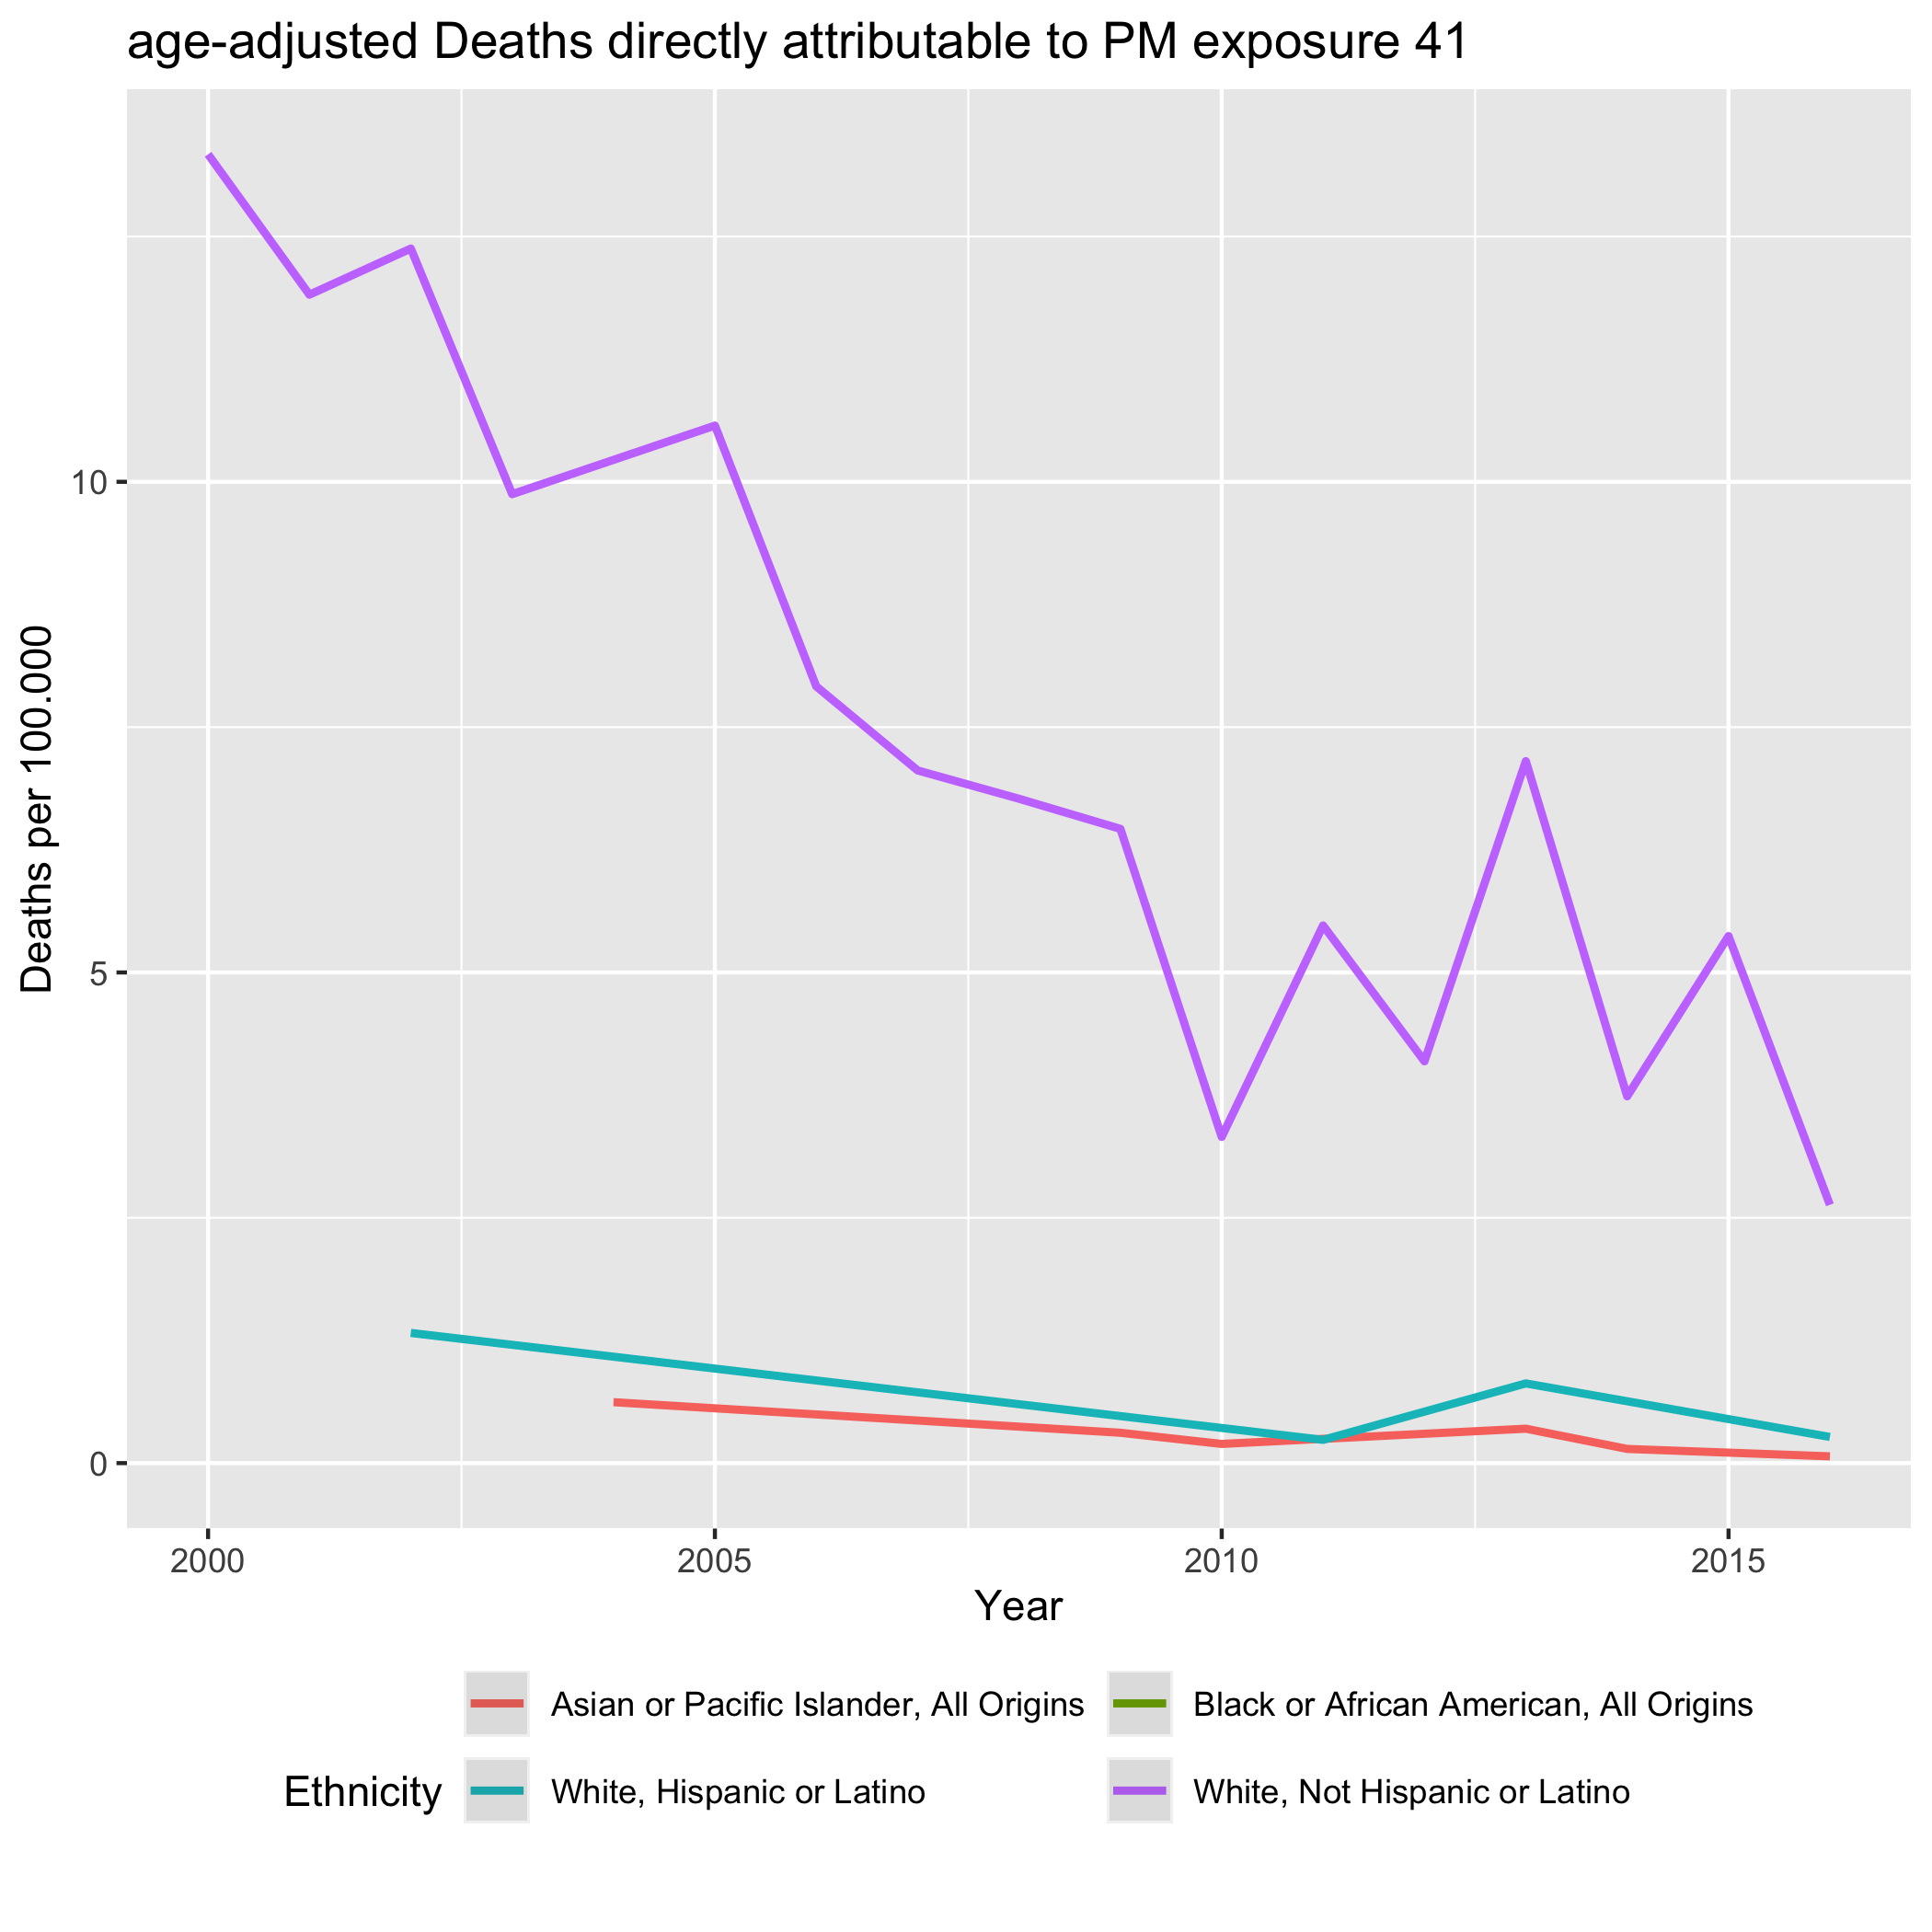 age-adjusted Deaths directly attributable to PM exposure 41
Deaths per 100.000
10
5
0
2000 2005 2010 2015
Year
Ethnicity
Asian or Pacific Islander, All Origins
Black or African American, All Origins
White, Hispanic or Latino
White, Not Hispanic or Latino